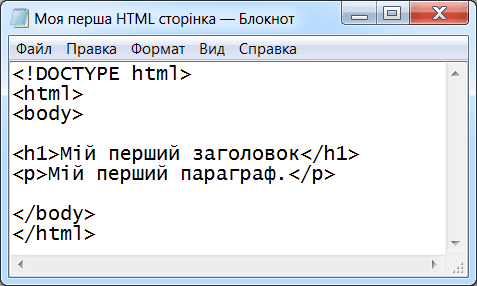 Моя перша HTML сторінка — Блокнот
Файл Правка Формат Вид Справка
<!DOCTYPE html>
<html>
<body>
<h1>Мій перший заголовок</h1>
<p>Мій перший параграф.</p>
</body>
</html>